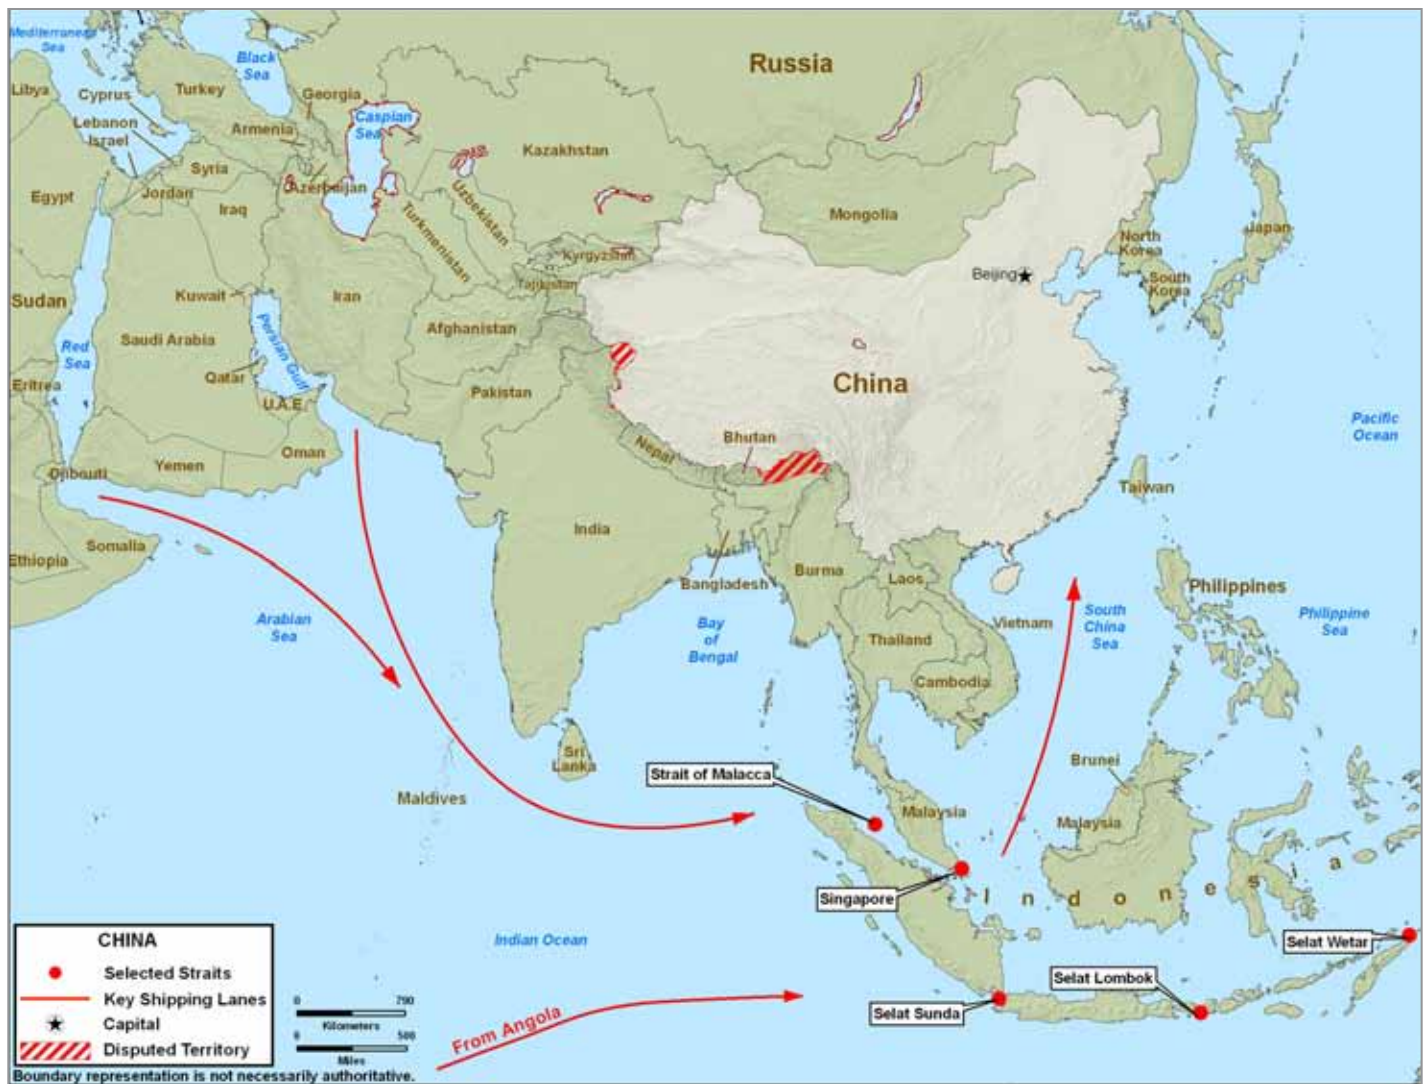 Mediterranean
Sea
Black
Sea
Russia
Libya
Cyprus
Turkey
Georgia
Lebanon
Israel
Armenia
Caspian
Sea
Kazakhstan
Syria
Azerbaijan
Egypt
Jordan
Iraq
Turkmenistan
Uzbekistan
Mongolia
Kyrgyzstan
North
Korea
Japan
Beijing
South
Korea
Tajikistan
Sudan
Kuwait
Iran
Afghanistan
Red
Sea
Saudi Arabia
Persian Gulf
Qatar
Eritrea
U.A.E.
Pakistan
China
Pacific
Ocean
Oman
Yemen
Djibouti
Nepal
Bhutan
Taiwan
India
Ethiopia
Somalia
Bangladesh
Burma
Laos
Philippines
Arabian
Sea
Bay
of
Bengal
Vietnam
South
China
Sea
Philippine
Sea
Thailand
Cambodia
Sri
Lanka
Strait of Malacca
Brunei
Maldives
Malaysia
Malaysia
Singapore
Indonesia
Indian Ocean
Selat Wetar
Selat Lombok
Selat Sunda
From Angola
CHINA
Selected Straits
Key Shipping Lanes
Capital
Disputed Territory
0 790
Kilometers
0 500
Miles
Boundary representation is not necessarily authoritative.